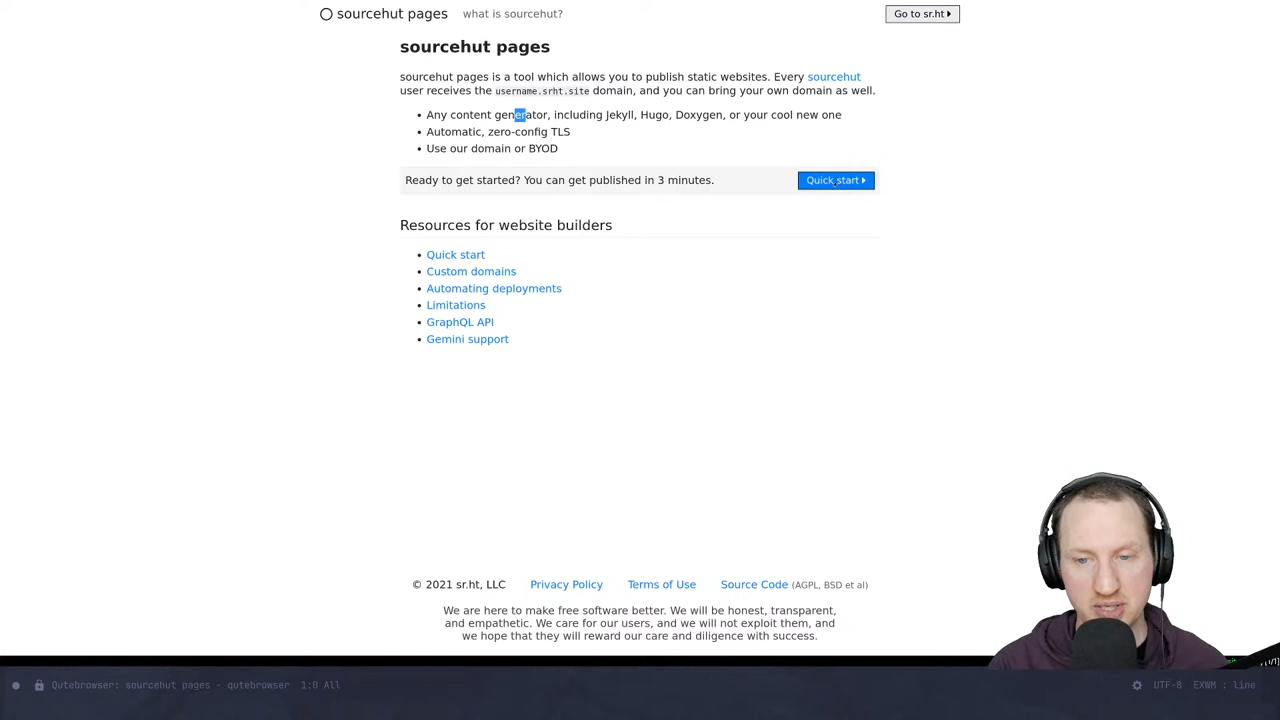 sourcehut pages what is sourcehut? Go to sr.ht
sourcehut pages
sourcehut pages is a tool which allows you to publish static websites. Every sourcehut
user receives the username.srht.site domain, and you can bring your own domain as well.
• Any content generator, including Jekyll, Hugo, Doxygen, or your cool new one
• Automatic, zero-config TLS
• Use our domain or BYOD
Ready to get started? You can get published in 3 minutes. Quick start
Resources for website builders
• Quick start
• Custom domains
• Automating deployments
• Limitations
• GraphQL API
• Gemini support
© 2021 sr.ht, LLC Privacy Policy Terms of Use Source Code (AGPL, BSD et al)
We are here to make free software better. We will be honest, transparent,
and empathetic. We care for our users, and we will not exploit them, and
we hope that they will reward our care and diligence with success.
Qutebrowser: sourcehut pages - qutebrowser 1:0 All UTF-8 EXWM : line